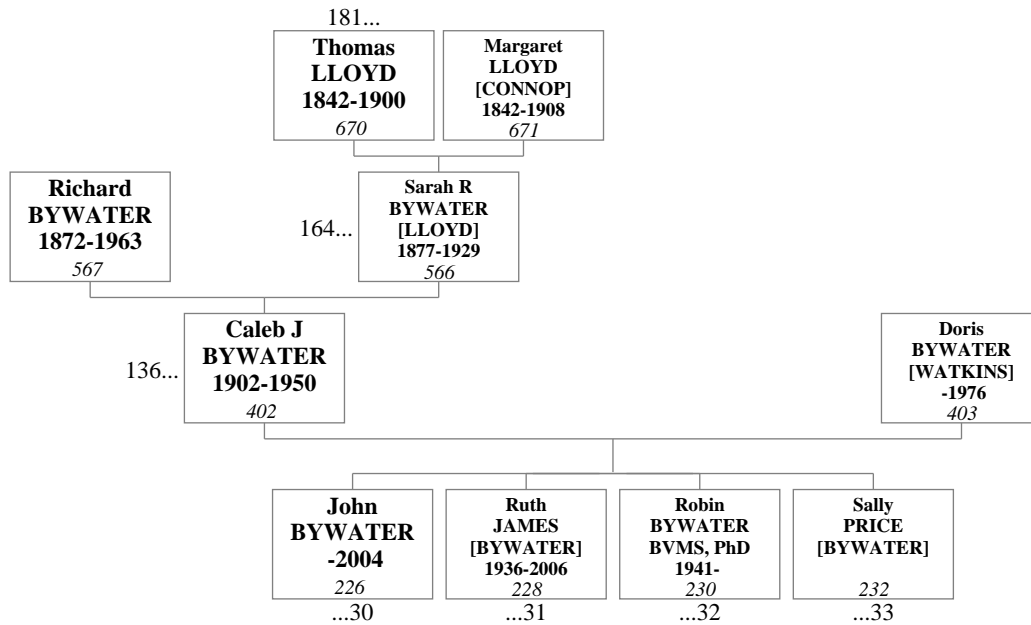 181...
Thomas
LLOYD
1842-1900
670
Margaret
LLOYD
[CONNOP]
1842-1908
671
Richard
BYWATER
1872-1963
567
164...
Sarah R
BYWATER
[LLOYD]
1877-1929
566
136...
Caleb J
BYWATER
1902-1950
402
Doris
BYWATER
[WATKINS]
-1976
403
John
BYWATER
-2004
226
...30
Ruth
JAMES
[BYWATER]
1936-2006
228
...31
Robin
BYWATER
BVMS, PhD
1941-
230
...32
Sally
PRICE
[BYWATER]
232
...33